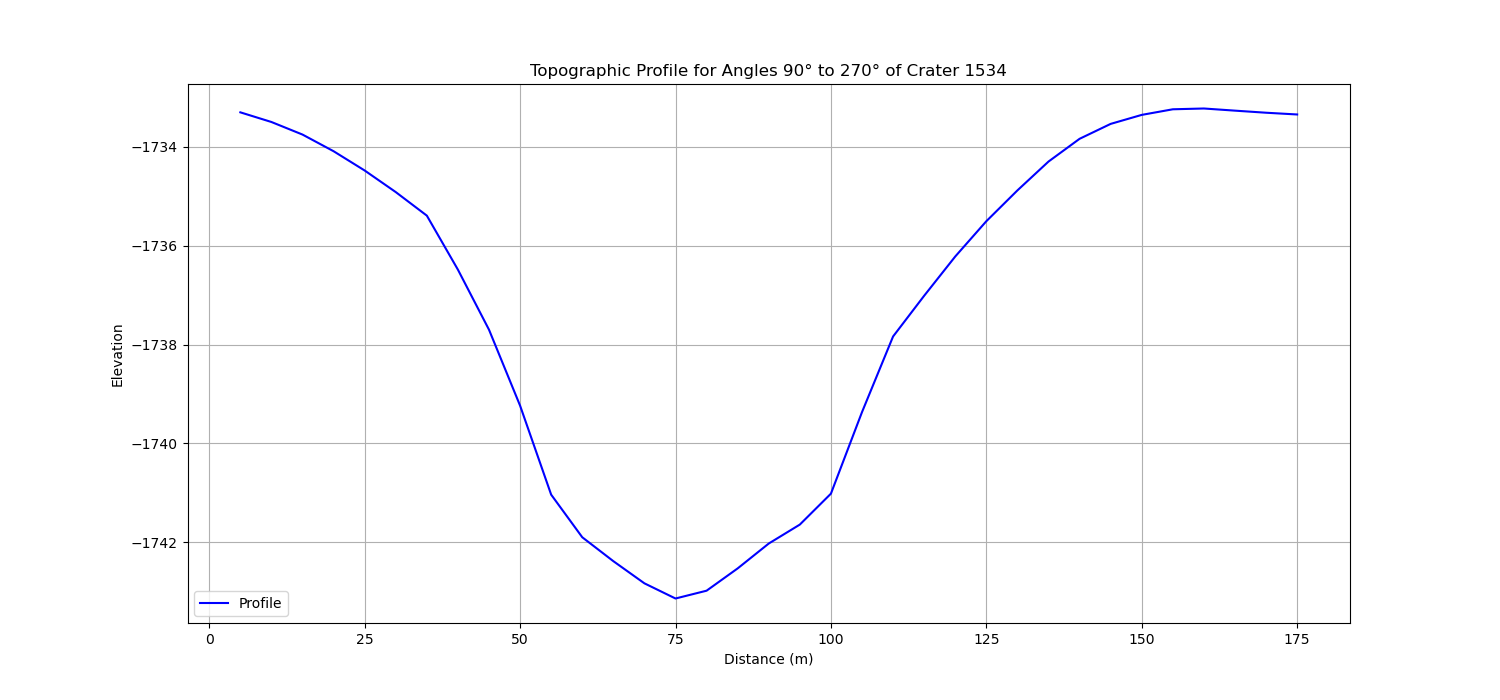 Topographic Profile for Angles 90° to 270° of Crater 1534
−1734
−1736
−1738
−1740
−1742
Elevation
Profile
0 25 50 75 100 125 150 175
Distance (m)